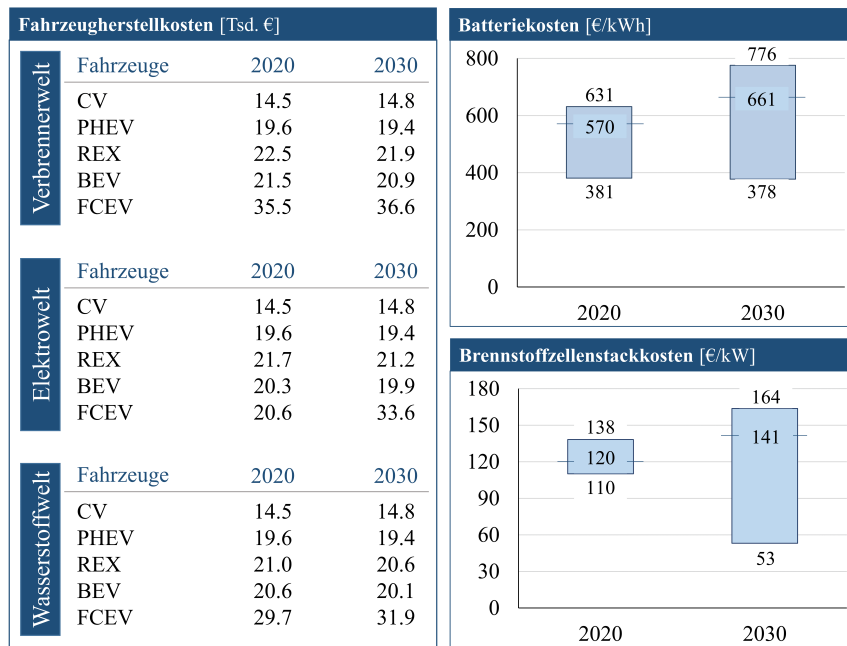 Fahrzeugherstellkosten [Tsd. €]
Verbrennerwelt
Fahrzeuge 2020 2030
CV 14.5 14.8
PHEV 19.6 19.4
REX 22.5 21.9
BEV 21.5 20.9
FCEV 35.5 36.6
Elektrowelt
Fahrzeuge 2020 2030
CV 14.5 14.8
PHEV 19.6 19.4
REX 21.7 21.2
BEV 20.3 19.9
FCEV 20.6 33.6
Wasserstoffwelt
Fahrzeuge 2020 2030
CV 14.5 14.8
PHEV 19.6 19.4
REX 21.0 20.6
BEV 20.6 20.1
FCEV 29.7 31.9
Batteriekosten [€/kWh]
800
600
400
200
0
631
570
381
776
661
378
2020 2030
Brennstoffzellenstackkosten [€/kW]
180
150
120
90
60
30
0
138
120
110
164
141
53
2020 2030